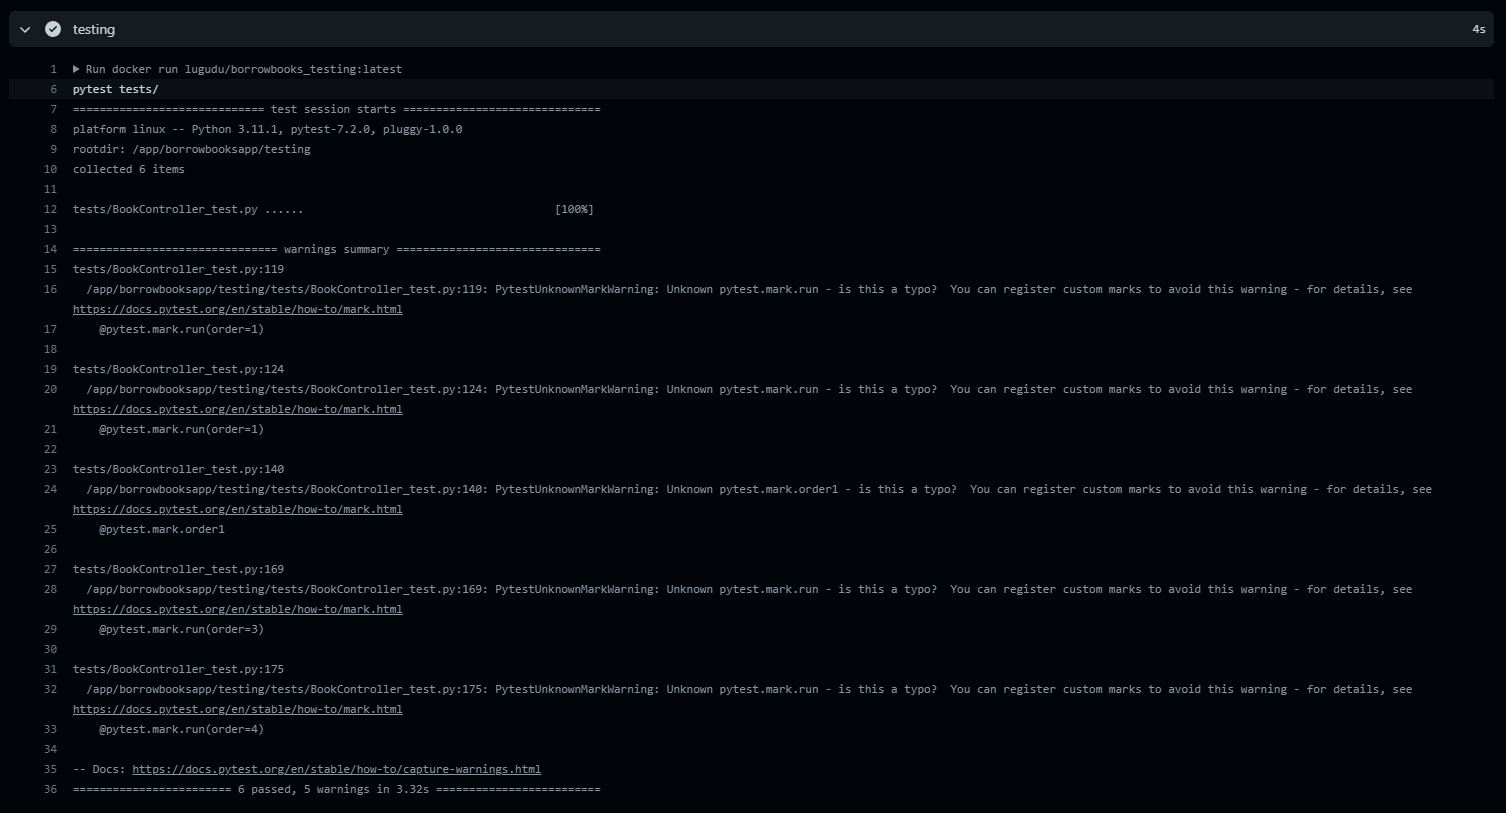 testing 4s
1 Run docker run lugudu/borrowbooks_testing:latest
6 pytest tests/
7 ============================= test session starts ==============================
8 platform linux -- Python 3.11.1, pytest-7.2.0, pluggy-1.0.0
9 rootdir: /app/borrowbooksapp/testing
10 collected 6 items
11
12 tests/BookController_test.py ...... [100%]
13
14 =============================== warnings summary ===============================
15 tests/BookController_test.py:119
16 /app/borrowbooksapp/testing/tests/BookController_test.py:119: PytestUnknownMarkWarning: Unknown pytest.mark.run - is this a typo?  You can register custom marks to avoid this warning - for details, see
https://docs.pytest.org/en/stable/how-to/mark.html
17 @pytest.mark.run(order=1)
18
19 tests/BookController_test.py:124
20 /app/borrowbooksapp/testing/tests/BookController_test.py:124: PytestUnknownMarkWarning: Unknown pytest.mark.run - is this a typo?  You can register custom marks to avoid this warning - for details, see
https://docs.pytest.org/en/stable/how-to/mark.html
21 @pytest.mark.run(order=1)
22
23 tests/BookController_test.py:140
24 /app/borrowbooksapp/testing/tests/BookController_test.py:140: PytestUnknownMarkWarning: Unknown pytest.mark.order1 - is this a typo?  You can register custom marks to avoid this warning - for details, see
https://docs.pytest.org/en/stable/how-to/mark.html
25 @pytest.mark.order1
26
27 tests/BookController_test.py:169
28 /app/borrowbooksapp/testing/tests/BookController_test.py:169: PytestUnknownMarkWarning: Unknown pytest.mark.run - is this a typo?  You can register custom marks to avoid this warning - for details, see
https://docs.pytest.org/en/stable/how-to/mark.html
29 @pytest.mark.run(order=3)
30
31 tests/BookController_test.py:175
32 /app/borrowbooksapp/testing/tests/BookController_test.py:175: PytestUnknownMarkWarning: Unknown pytest.mark.run - is this a typo?  You can register custom marks to avoid this warning - for details, see
https://docs.pytest.org/en/stable/how-to/mark.html
33 @pytest.mark.run(order=4)
34
35 -- Docs: https://docs.pytest.org/en/stable/how-to/capture-warnings.html
36 ======================== 6 passed, 5 warnings in 3.32s =========================